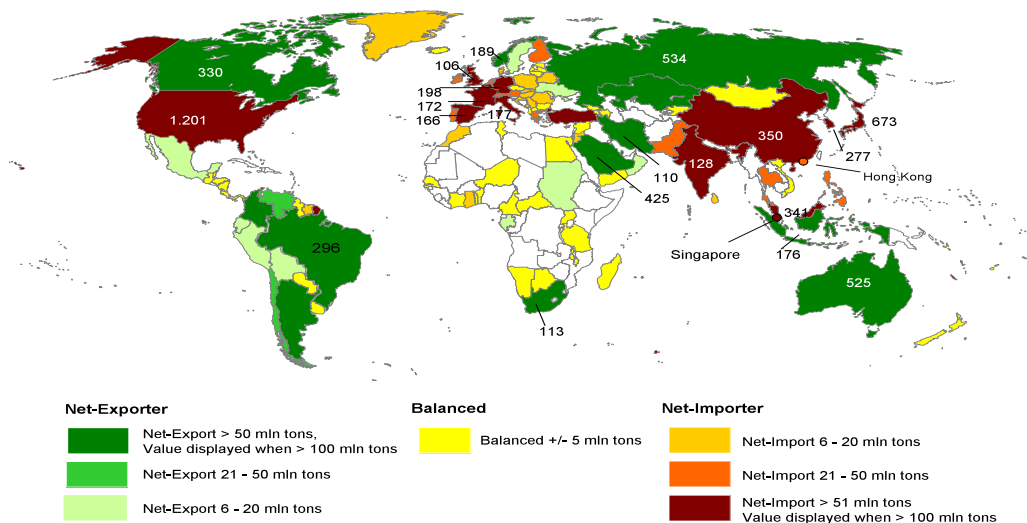 189
106
330
534
198
172
166
177
1.201
350
673
128
277
Hong Kong
110
425
341
296
Singapore
176
525
113
Net-Exporter
Net-Export > 50 mln tons,
Value displayed when > 100 mln tons
Net-Export 21 - 50 mln tons
Net-Export 6 - 20 mln tons
Balanced
Balanced +/- 5 mln tons
Net-Importer
Net-Import 6 - 20 mln tons
Net-Import 21 - 50 mln tons
Net-Import > 51 mln tons
Value displayed when > 100 mln tons